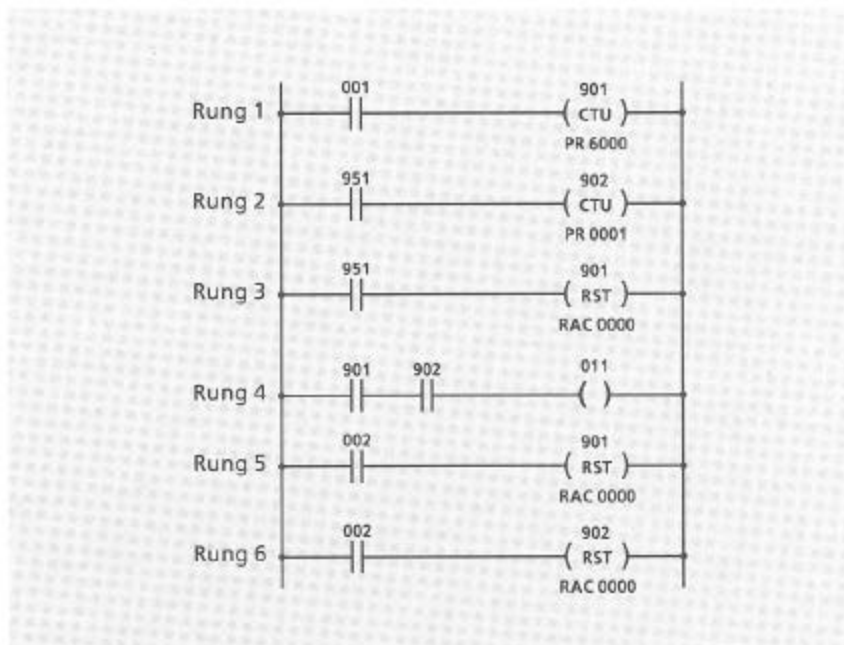 001 901
Rung 1 CTU
PR 6000
951 902
Rung 2 CTU
PR 0001
951 901
Rung 3 RST
RAC 0000
901 902 011
Rung 4
002 901
Rung 5 RST
RAC 0000
002 902
Rung 6 RST
RAC 0000